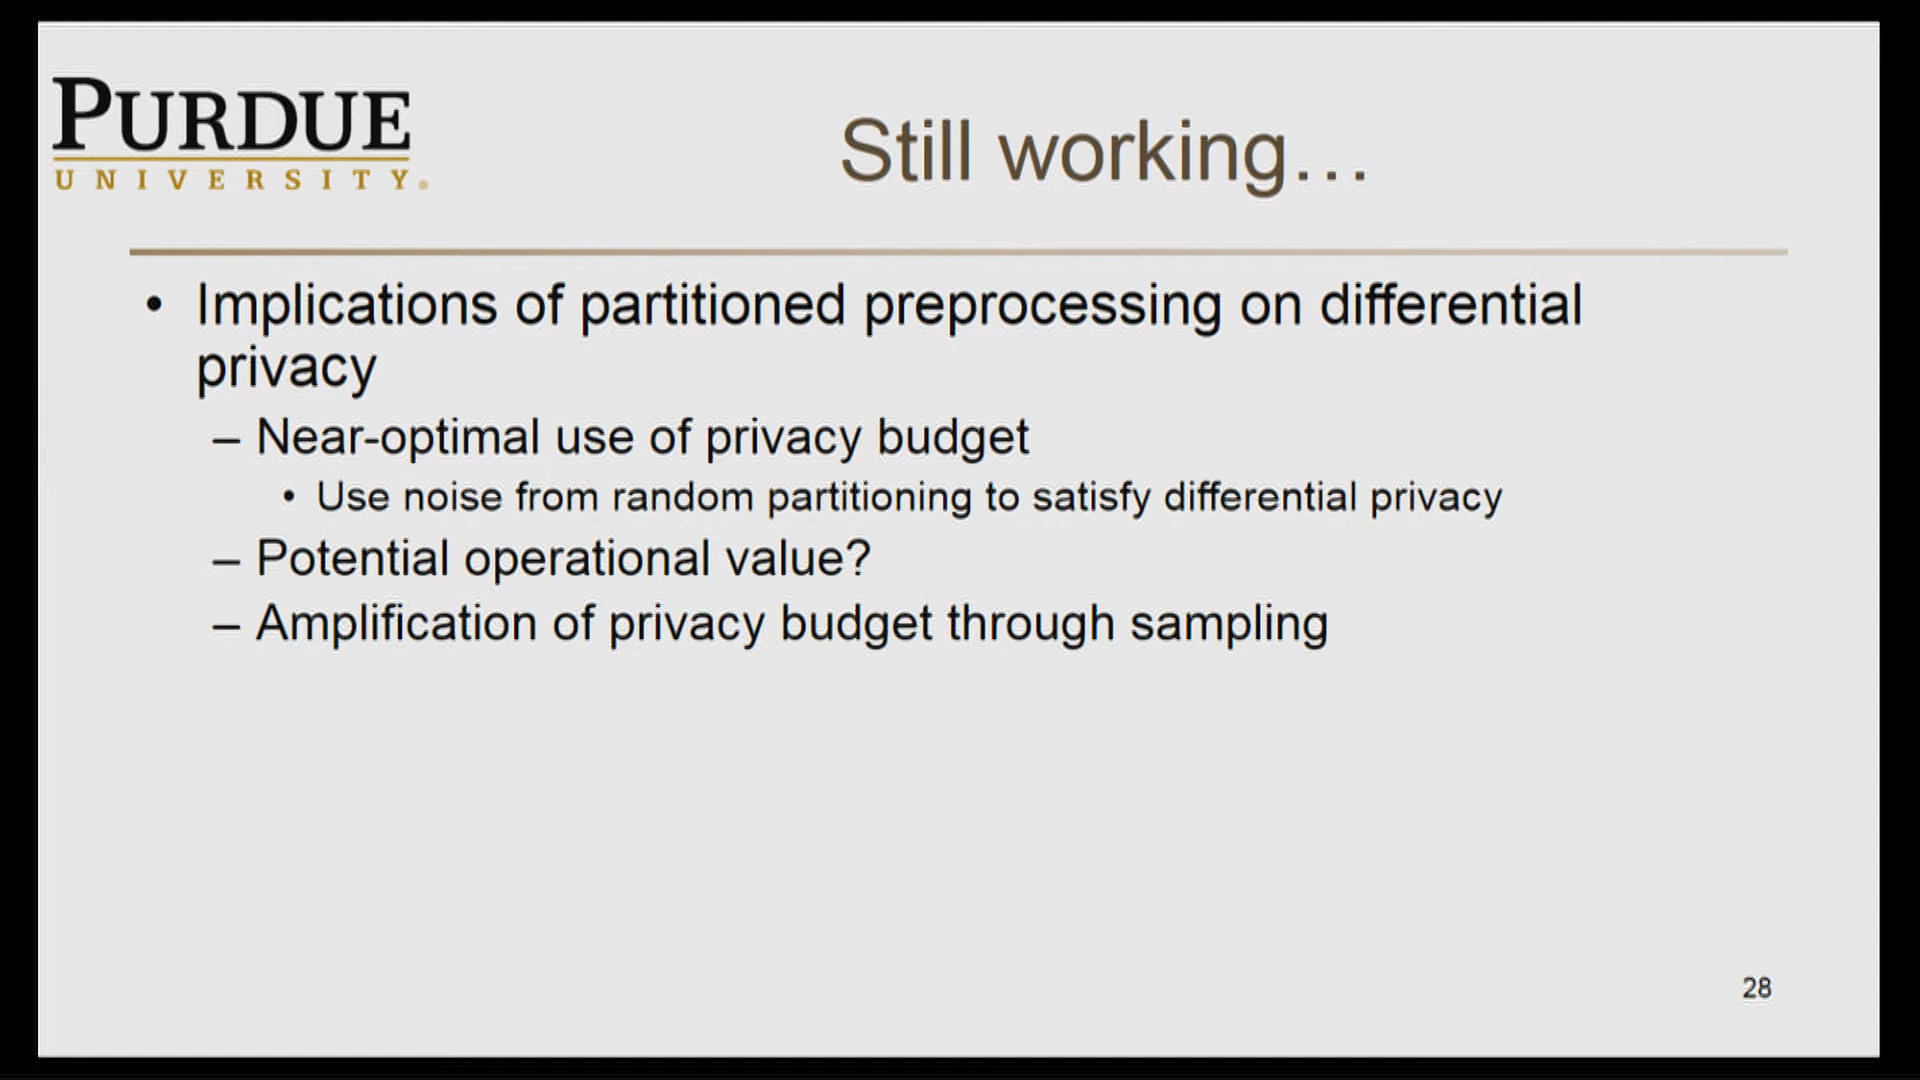 PURDUE
UNIVERSITY®
Still working…
• Implications of partitioned preprocessing on differential
privacy
– Near-optimal use of privacy budget
• Use noise from random partitioning to satisfy differential privacy
– Potential operational value?
– Amplification of privacy budget through sampling
28